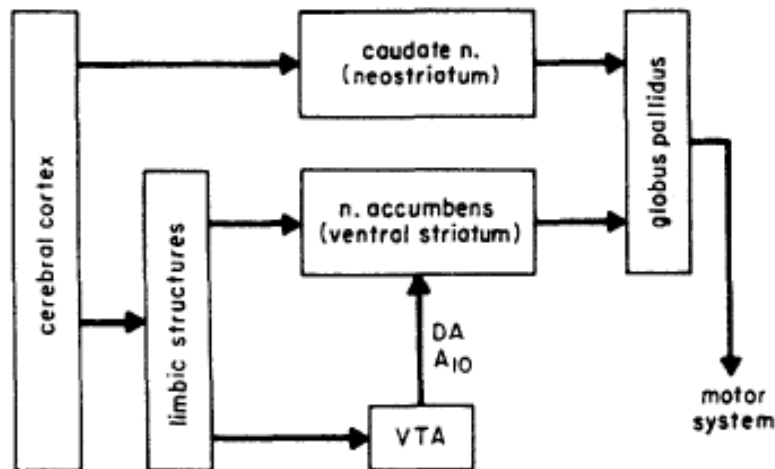 caudate n.
(neostriatum)
globus pallidus
cerebral cortex
limbic structures
n. accumbens
(ventral striatum)
DA
A10
VTA
motor
system